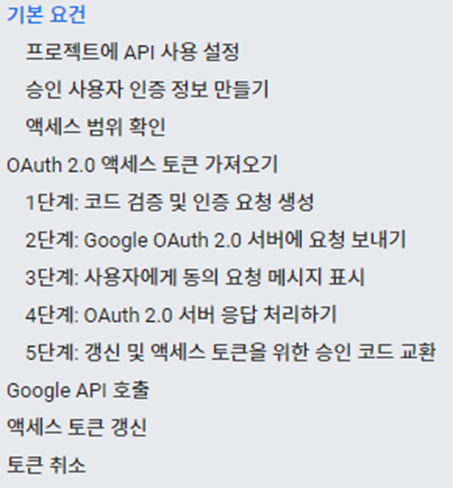 기본 요건
프로젝트에 API 사용 설정
승인 사용자 인증 정보 만들기
액세스 범위 확인
OAuth 2.0 액세스 토큰 가져오기
1단계: 코드 검증 및 인증 요청 생성
2단계: Google OAuth 2.0 서버에 요청 보내기
3단계: 사용자에게 동의 요청 메시지 표시
4단계: OAuth 2.0 서버 응답 처리하기
5단계: 갱신 및 액세스 토큰을 위한 승인 코드 교환
Google API 호출
액세스 토큰 갱신
토큰 취소